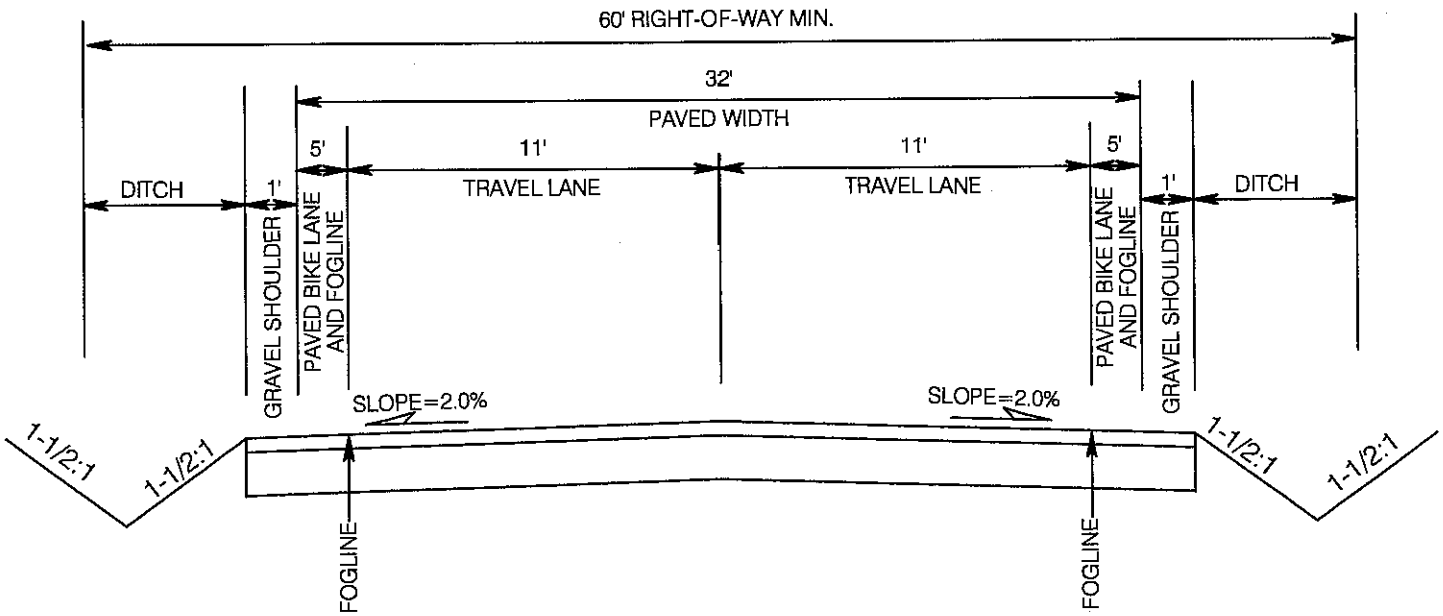 60' RIGHT-OF-WAY MIN.
32'
PAVED WIDTH
5'
11'
11'
5'
DITCH
1'
TRAVEL LANE
TRAVEL LANE
1'
DITCH
GRAVEL SHOULDER
PAVED BIKE LANE
AND FOGLINE
PAVED BIKE LANE
AND FOGLINE
GRAVEL SHOULDER
SLOPE=2.0%
SLOPE=2.0%
1-1/2:1
1-1/2:1
1-1/2:1
1-1/2:1
FOGLINE
FOGLINE